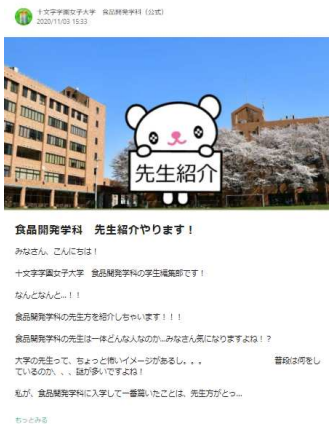 十文字学園女子大学　食品開発学科（公式）
2020/11/03 15:33
先生紹介
食品開発学科　先生紹介やります！
みなさん、こんにちは！
十文字学園女子大学　食品開発学科の学生編集部です！
なんとなんと…！！
食品開発学科の先生方を紹介しちゃいます！！！
食品開発学科の先生は一体どんな人なのか…みなさん気になりますよね！？
大学の先生って、ちょっと怖いイメージがあるし。。。　普段は何をし
ているのか、、、謎が多いですよね！
私が、食品開発学科に入学して一番驚いたことは、先生方がとっ...
もっとみる